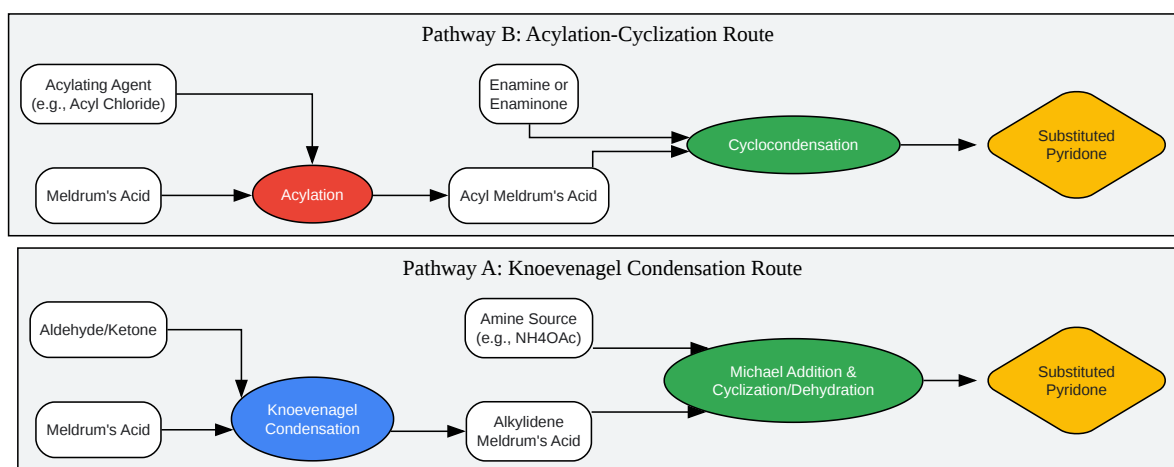 Pathway B: Acylation-Cyclization Route
Acylating Agent
(e.g., Acyl Chloride)
Enamine or
Enaminone
Cyclocondensation
Substituted
Pyridone
Meldrum's Acid
Acylation
Acyl Meldrum's Acid
Pathway A: Knoevenagel Condensation Route
Aldehyde/Ketone
Amine Source
(e.g., NH4OAc)
Michael Addition &
Cyclization/Dehydration
Substituted
Pyridone
Meldrum's Acid
Knoevenagel
Condensation
Alkylidene
Meldrum's Acid